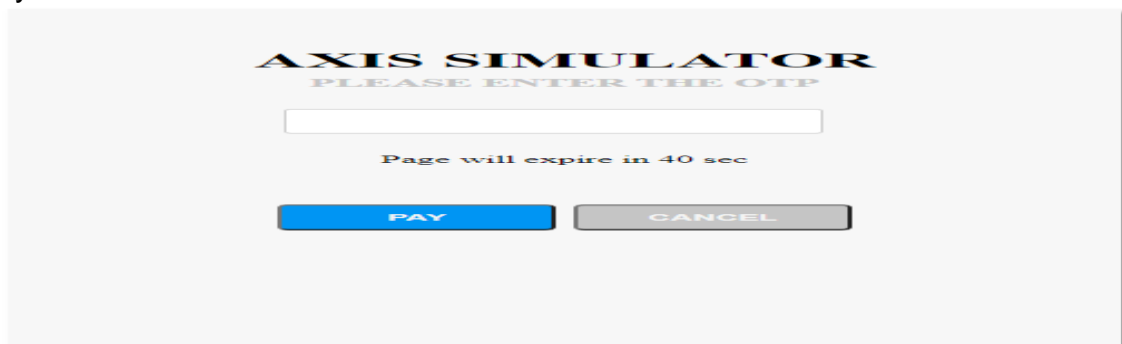 AXIS SIMULATOR
PLEASE ENTER THE OTP
Page will expire in 40 sec
PAY CANCEL